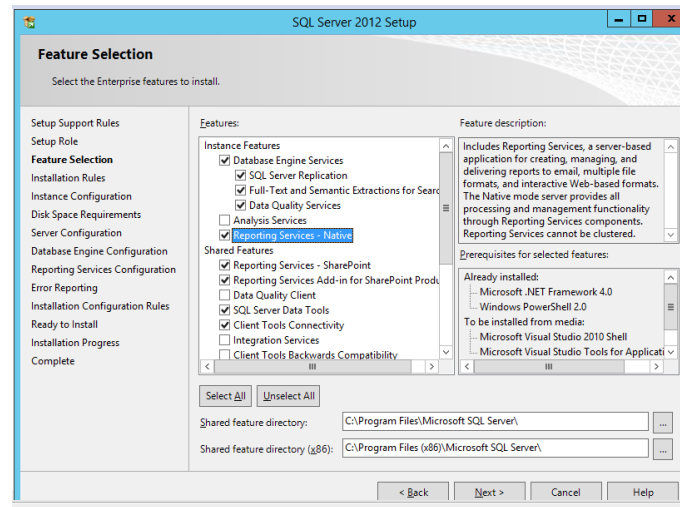 SQL Server 2012 Setup
Feature Selection
Select the Enterprise features to install.
Setup Support Rules
Setup Role
Feature Selection
Installation Rules
Instance Configuration
Disk Space Requirements
Server Configuration
Database Engine Configuration
Reporting Services Configuration
Error Reporting
Installation Configuration Rules
Ready to Install
Installation Progress
Complete
Features:
Instance Features
Database Engine Services
SQL Server Replication
Full-Text and Semantic Extractions for Searc
Data Quality Services
Analysis Services
Reporting Services - Native
Shared Features
Reporting Services - SharePoint
Reporting Services Add-in for SharePoint Produ
Data Quality Client
SQL Server Data Tools
Client Tools Connectivity
Integration Services
Client Tools Backwards Compatibility
Feature description:
Includes Reporting Services, a server-based
application for creating, managing, and
delivering reports to email, multiple file
formats, and interactive Web-based formats.
The Native mode server provides all
processing and management functionality
through Reporting Services components.
Reporting Services cannot be clustered.
Prerequisites for selected features:
Already installed:
Microsoft .NET Framework 4.0
Windows PowerShell 2.0
To be installed from media:
Microsoft Visual Studio 2010 Shell
Microsoft Visual Studio Tools for Applicati
Select All
Unselect All
Shared feature directory:
C:\Program Files\Microsoft SQL Server\
...
Shared feature directory (x86):
C:\Program Files (x86)\Microsoft SQL Server\
...
< Back
Next >
Cancel
Help